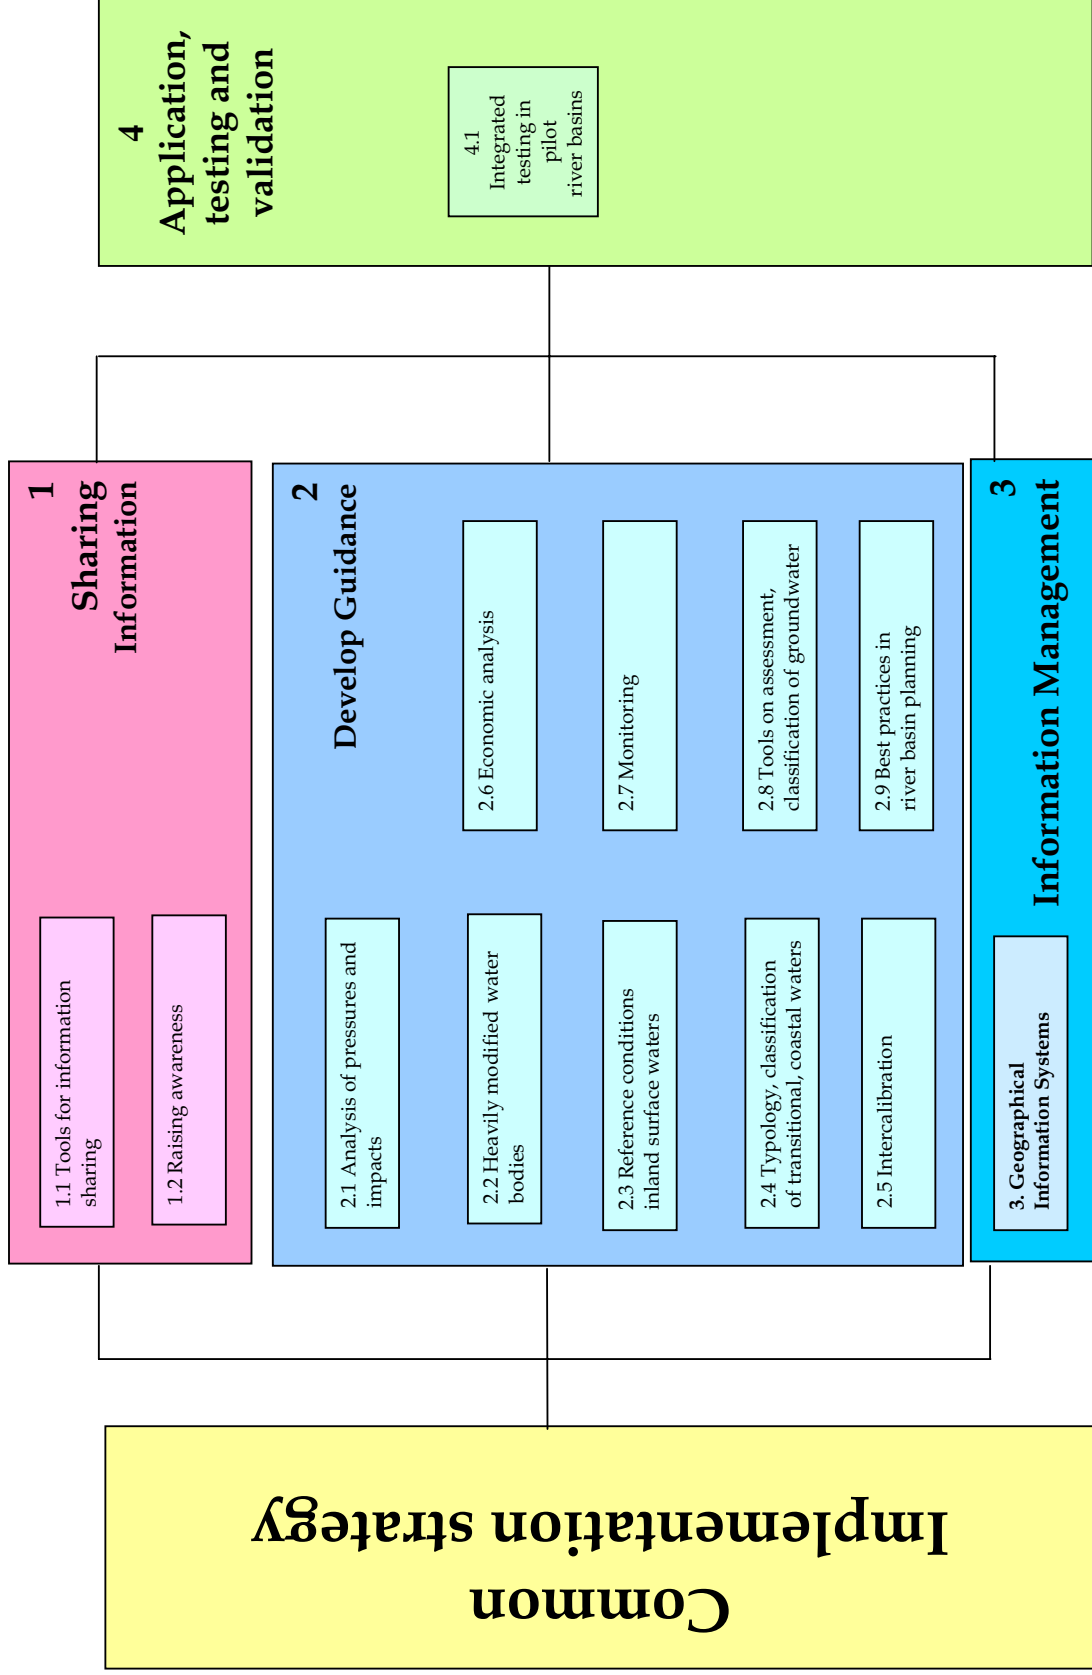 Common
Implementation strategy
1
Sharing
Information
1.1 Tools for information
sharing
1.2 Raising awareness
2
Develop Guidance
2.1 Analysis of pressures and
impacts
2.2 Heavily modified water
bodies
2.3 Reference conditions
inland surface waters
2.4 Typology, classification
of transitional, coastal waters
2.5 Intercalibration
2.6 Economic analysis
2.7 Monitoring
2.8 Tools on assessment,
classification of groundwater
2.9 Best practices in
river basin planning
3
Information Management
3. Geographical
Information Systems
4
Application,
testing and
validation
4.1
Integrated
testing in
pilot
river basins